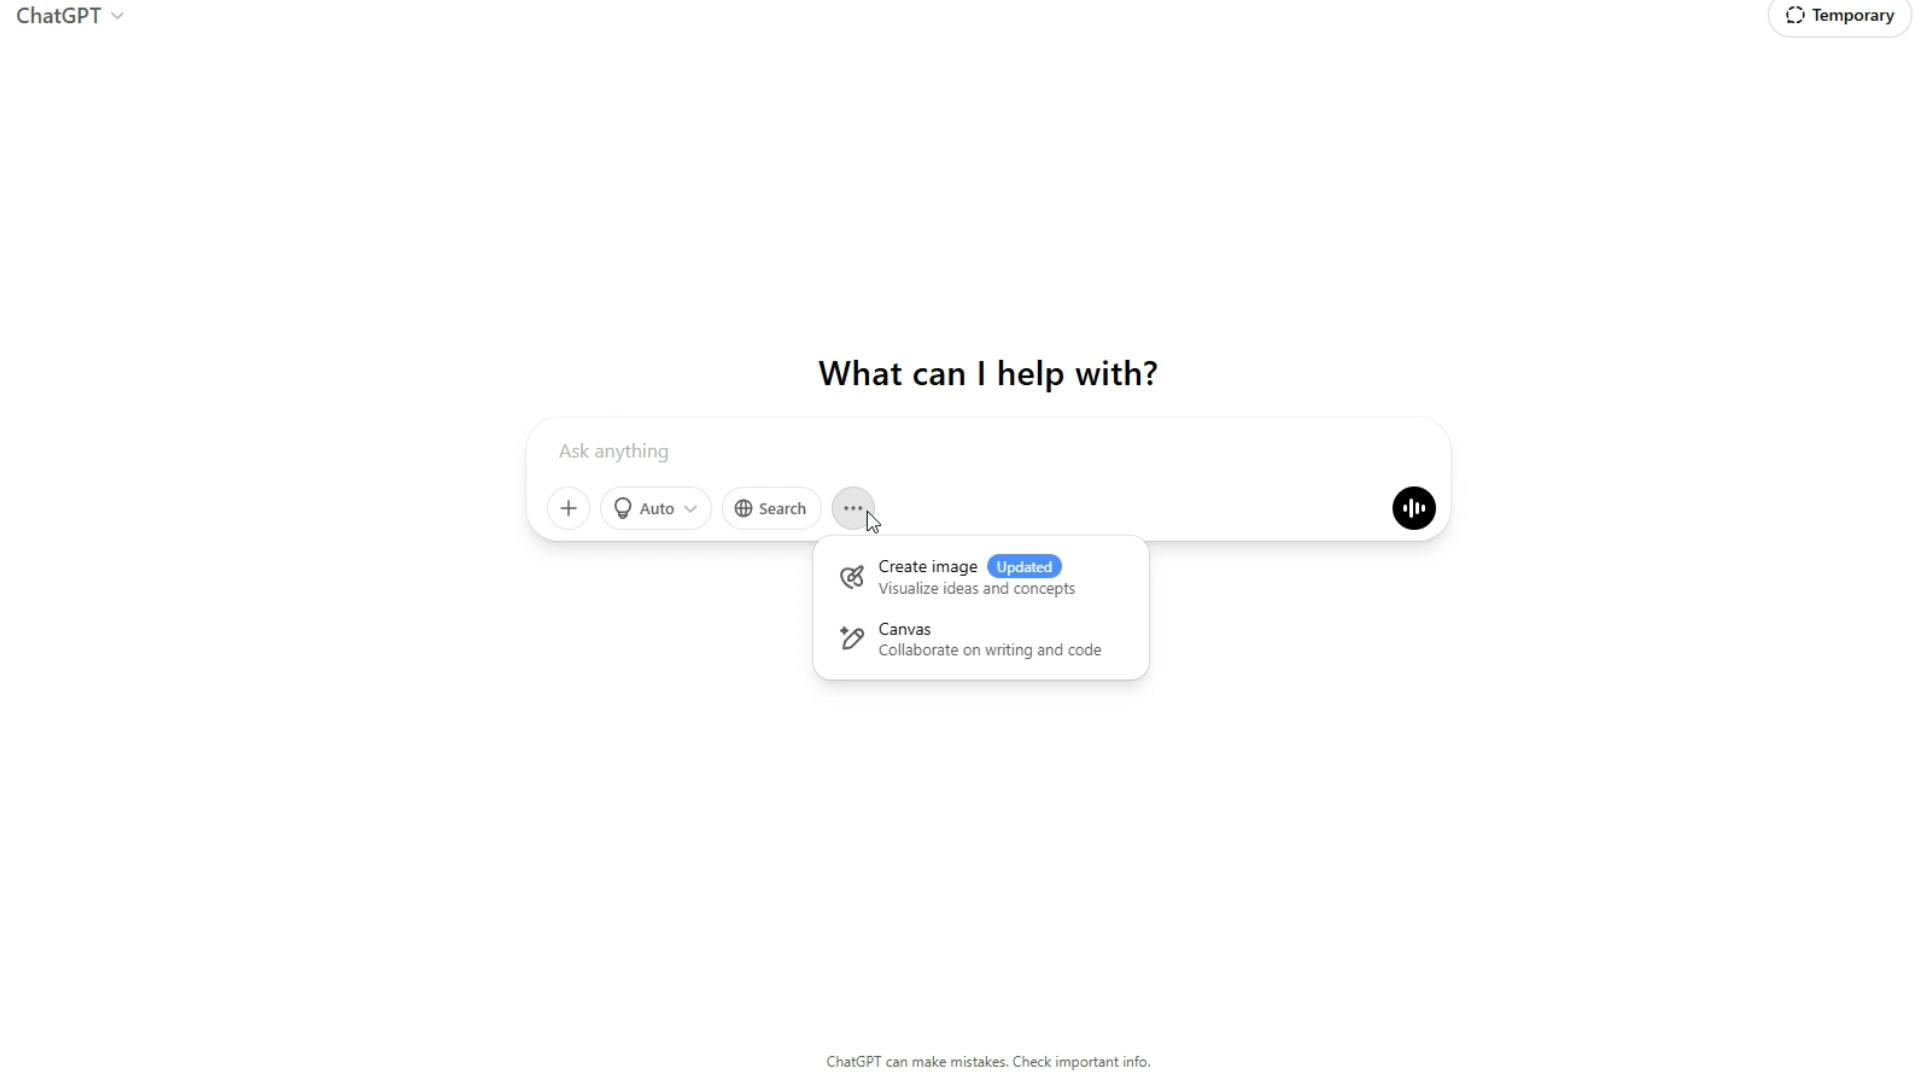 ChatGPT
Temporary
What can I help with?
Ask anything
Auto
Search
Create image Updated
Visualize ideas and concepts
Canvas
Collaborate on writing and code
ChatGPT can make mistakes. Check important info.